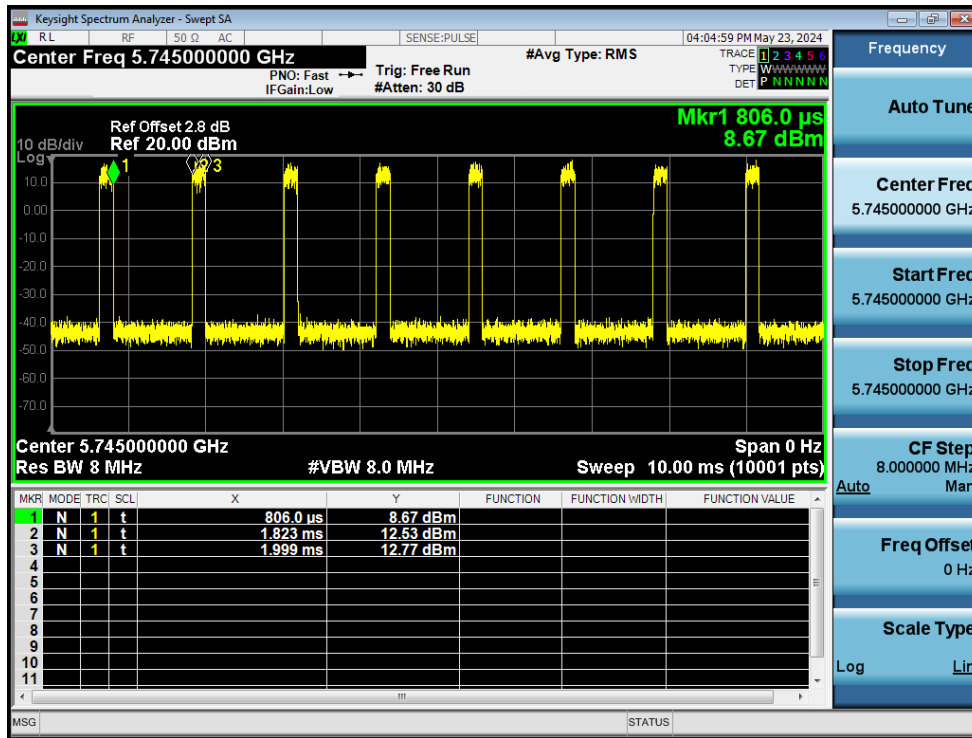 Keysight Spectrum Analyzer - Swept SA
LXI RL RF 50 Ω AC SENSE:PULSE 04:04:59 PM May 23, 2024
Center Freq 5.745000000 GHz #Avg Type: RMS TRACE 1 2 3 4 5 6
PNO: Fast Trig: Free Run TYPE WWWWWW
IFGain:Low #Atten: 30 dB DET P N N N N N
Frequency
Mkr1 806.0 µs
8.67 dBm
Ref Offset 2.8 dB
10 dB/div Ref 20.00 dBm
Log
1
2
3
10.0
0.00
-10.0
-20.0
-30.0
-40.0
-50.0
-60.0
-70.0
Center 5.745000000 GHz Span 0 Hz
Res BW 8 MHz #VBW 8.0 MHz Sweep 10.00 ms (10001 pts)
MKR MODE TRC SCL X Y FUNCTION FUNCTION WIDTH FUNCTION VALUE
1 N 1 t 806.0 µs 8.67 dBm
2 N 1 t 1.823 ms 12.53 dBm
3 N 1 t 1.999 ms 12.77 dBm
4
5
6
7
8
9
10
11
MSG STATUS
Auto Tune
Center Freq
5.745000000 GHz
Start Freq
5.745000000 GHz
Stop Freq
5.745000000 GHz
CF Step
8.000000 MHz
Auto Man
Freq Offset
0 Hz
Scale Type
Log Lin